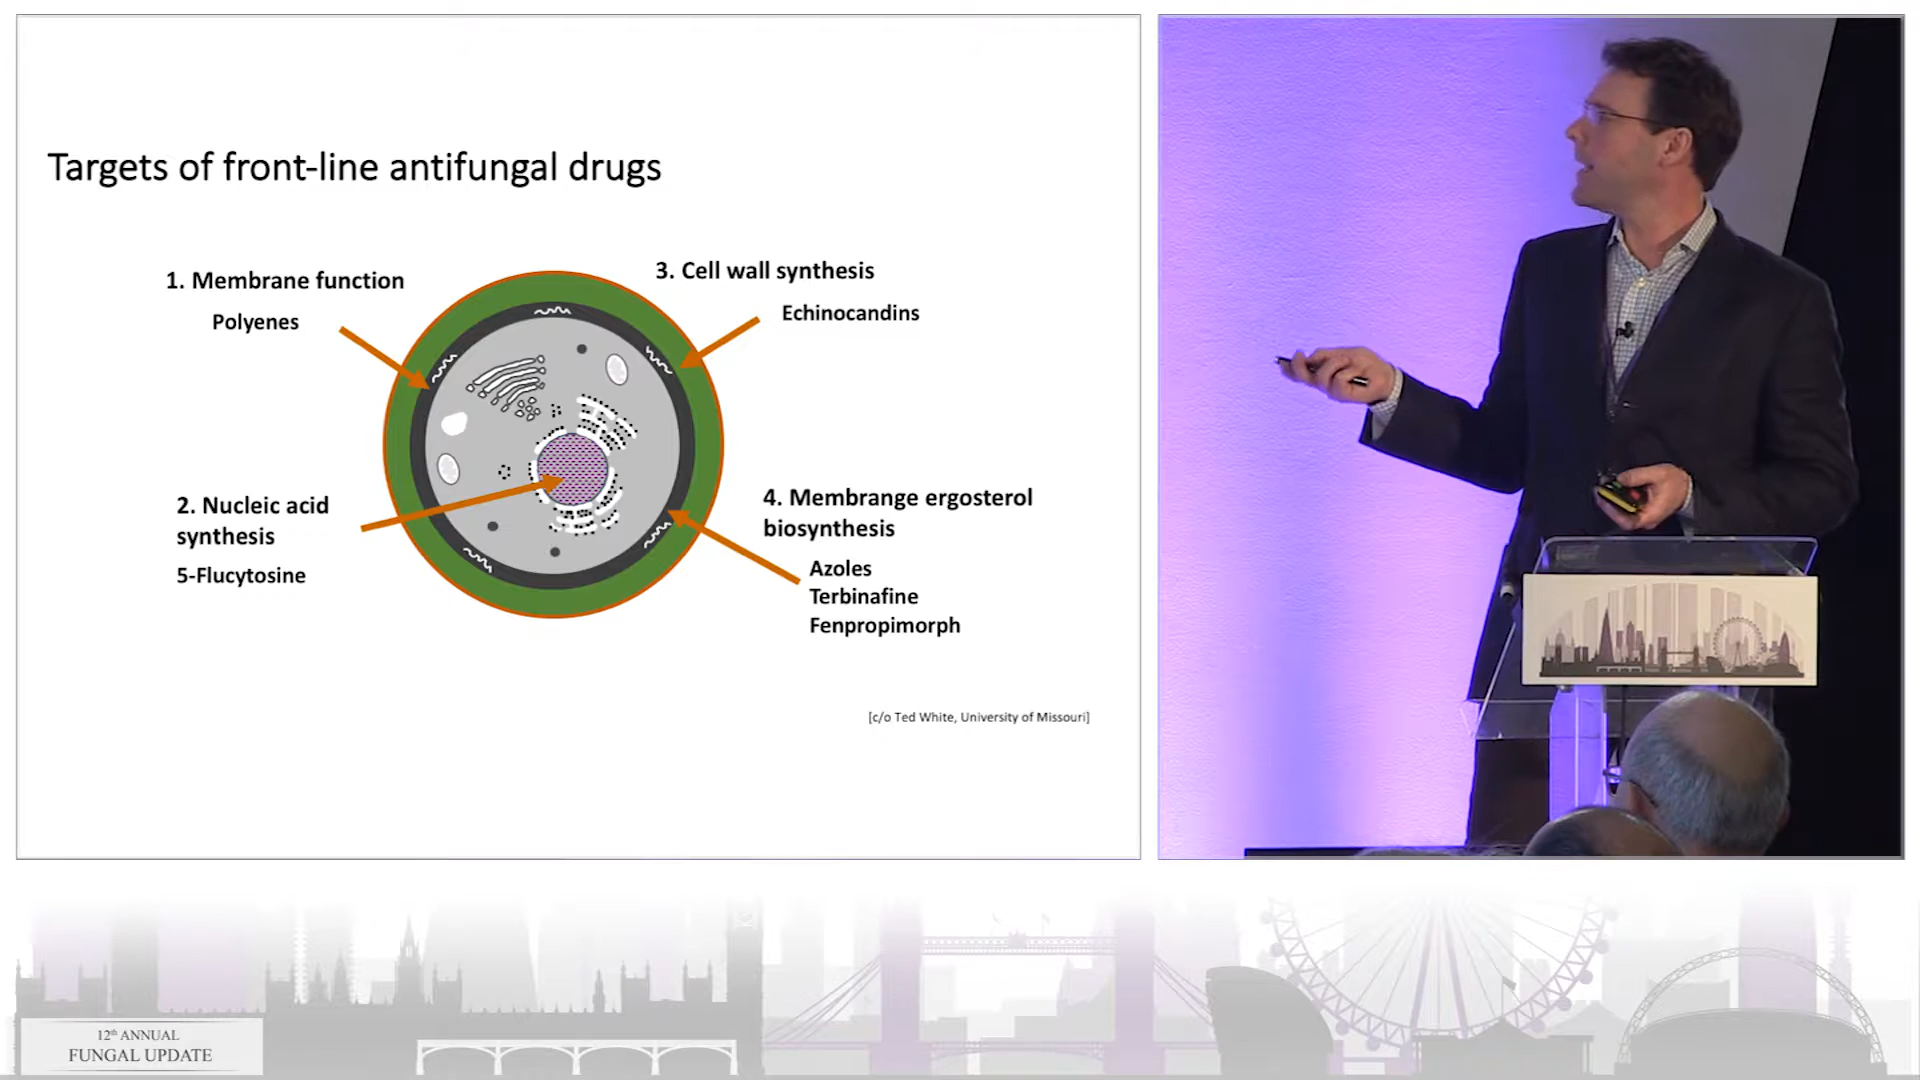 Targets of front-line antifungal drugs
1. Membrane function
Polyenes
3. Cell wall synthesis
Echinocandins
2. Nucleic acid
synthesis
5-Flucytosine
4. Membrange ergosterol
biosynthesis
Azoles
Terbinafine
Fenpropimorph
[c/o Ted White, University of Missouri]
12th ANNUAL
FUNGAL UPDATE